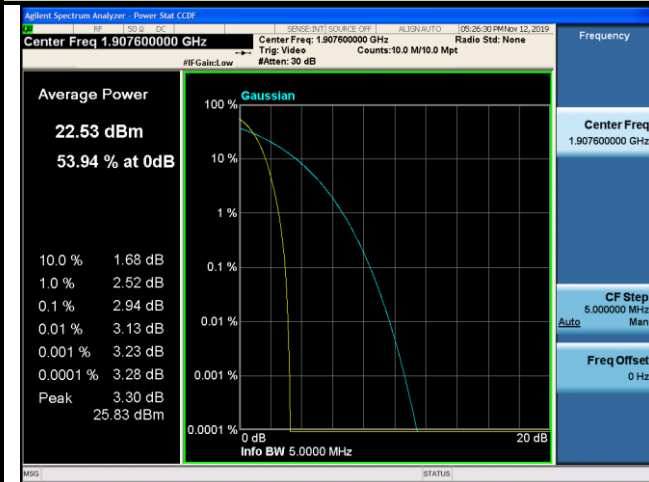 Agilent Spectrum Analyzer - Power Stat CCDF
RF 50 Ω DC SENSE:INT SOURCE OFF ALIGNAUTO 05:26:30 PM Nov 12, 2019
Center Freq 1.907600000 GHz
Center Freq: 1.907600000 GHz
Radio Std: None
Trig: Video
Counts:10.0 M/10.0 Mpt
#IFGain:Low
#Atten: 30 dB
Frequency
Average Power
22.53 dBm
53.94 % at 0dB
10.0 % 1.68 dB
1.0 % 2.52 dB
0.1 % 2.94 dB
0.01 % 3.13 dB
0.001 % 3.23 dB
0.0001 % 3.28 dB
Peak 3.30 dB
25.83 dBm
Gaussian
100 %
10 %
1 %
0.1 %
0.01 %
0.001 %
0.0001 %
0 dB
20 dB
Info BW 5.0000 MHz
Center Freq
1.907600000 GHz
CF Step
5.000000 MHz
Auto Man
Freq Offset
0 Hz
MSG
STATUS